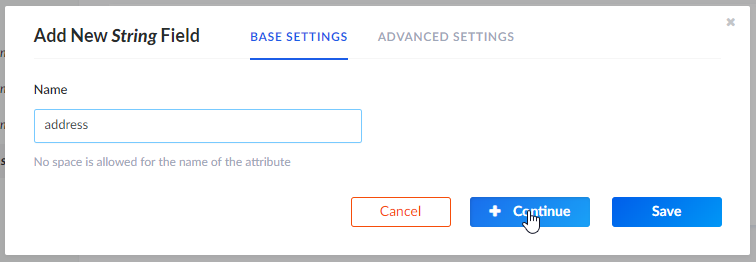 Add New String Field BASE SETTINGS ADVANCED SETTINGS
Name
address
No space is allowed for the name of the attribute
Cancel + Continue Save